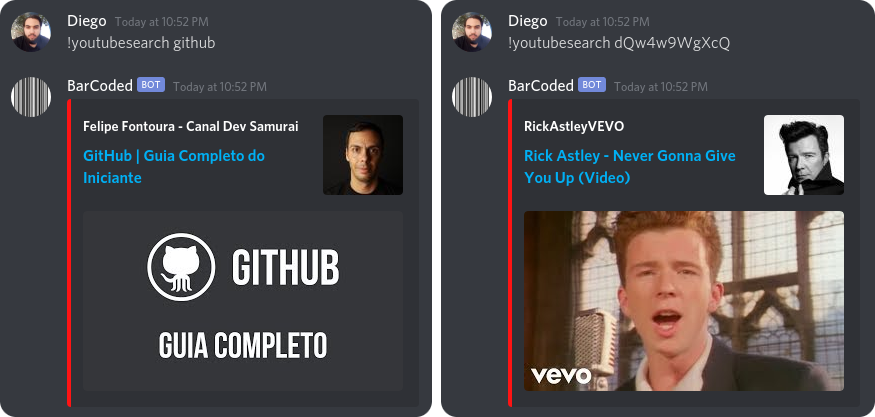 Diego Today at 10:52 PM
!youtubesearch github
BarCoded BOT Today at 10:52 PM
Felipe Fontoura - Canal Dev Samurai
GitHub | Guia Completo do
Iniciante
GITHUB
GUIA COMPLETO
Diego Today at 10:52 PM
!youtubesearch dQw4w9WgXcQ
BarCoded BOT Today at 10:52 PM
RickAstleyVEVO
Rick Astley - Never Gonna Give
You Up (Video)
vevo